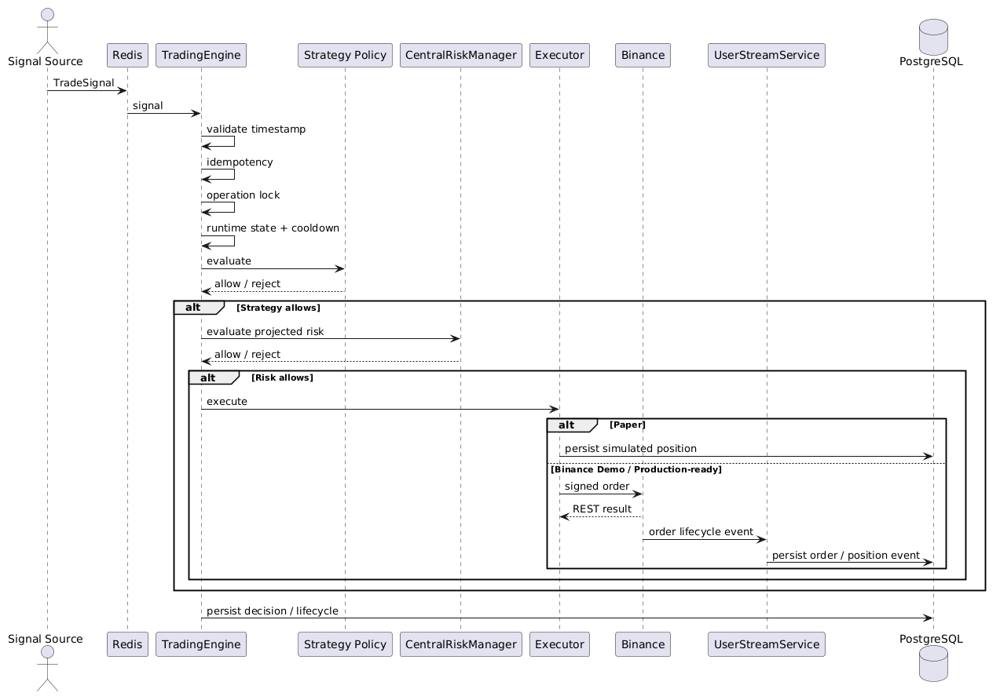 Signal Source
Redis
TradingEngine
Strategy Policy
CentralRiskManager
Executor
Binance
UserStreamService
PostgreSQL
TradeSignal
signal
validate timestamp
idempotency
operation lock
runtime state + cooldown
evaluate
allow / reject
alt [Strategy allows]
evaluate projected risk
allow / reject
alt [Risk allows]
execute
alt [Paper]
persist simulated position
[Binance Demo / Production-ready]
signed order
REST result
order lifecycle event
persist order / position event
persist decision / lifecycle
Signal Source
Redis
TradingEngine
Strategy Policy
CentralRiskManager
Executor
Binance
UserStreamService
PostgreSQL